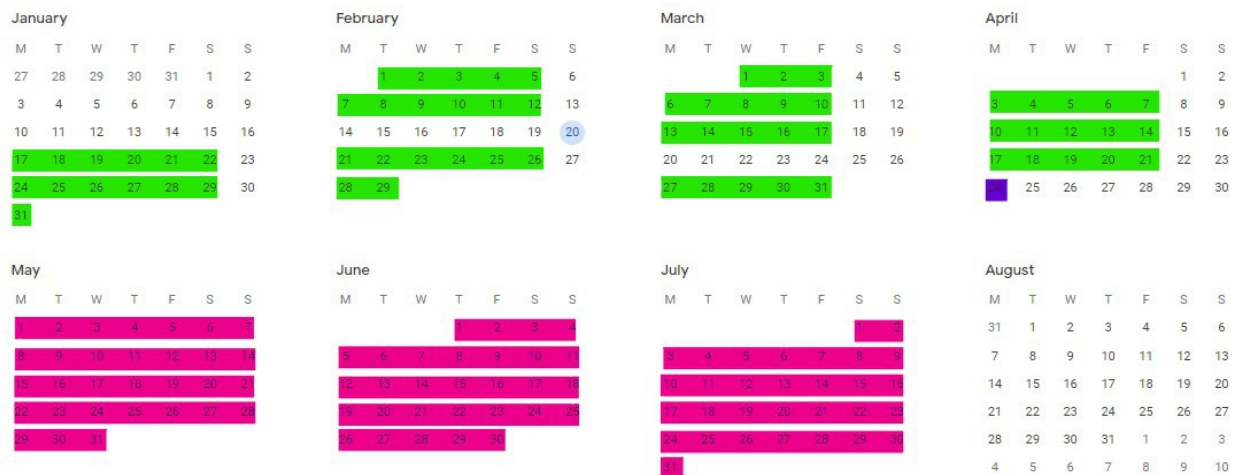 January
M T W T F S S
27 28 29 30 31 1 2
3 4 5 6 7 8 9
10 11 12 13 14 15 16
17 18 19 20 21 22 23
24 25 26 27 28 29 30
31
February
M T W T F S S
1 2 3 4 5 6
7 8 9 10 11 12 13
14 15 16 17 18 19 20
21 22 23 24 25 26 27
28 29
March
M T W T F S S
1 2 3 4 5
6 7 8 9 10 11 12
13 14 15 16 17 18 19
20 21 22 23 24 25 26
27 28 29 30 31
April
M T W T F S S
1 2
3 4 5 6 7 8 9
10 11 12 13 14 15 16
17 18 19 20 21 22 23
24 25 26 27 28 29 30
May
M T W T F S S
1 2 3 4 5 6 7
8 9 10 11 12 13 14
15 16 17 18 19 20 21
22 23 24 25 26 27 28
29 30 31
June
M T W T F S S
1 2 3 4
5 6 7 8 9 10 11
12 13 14 15 16 17 18
19 20 21 22 23 24 25
26 27 28 29 30
July
M T W T F S S
1 2
3 4 5 6 7 8 9
10 11 12 13 14 15 16
17 18 19 20 21 22 23
24 25 26 27 28 29 30
31
August
M T W T F S S
31 1 2 3 4 5 6
7 8 9 10 11 12 13
14 15 16 17 18 19 20
21 22 23 24 25 26 27
28 29 30 31 1 2 3
4 5 6 7 8 9 10